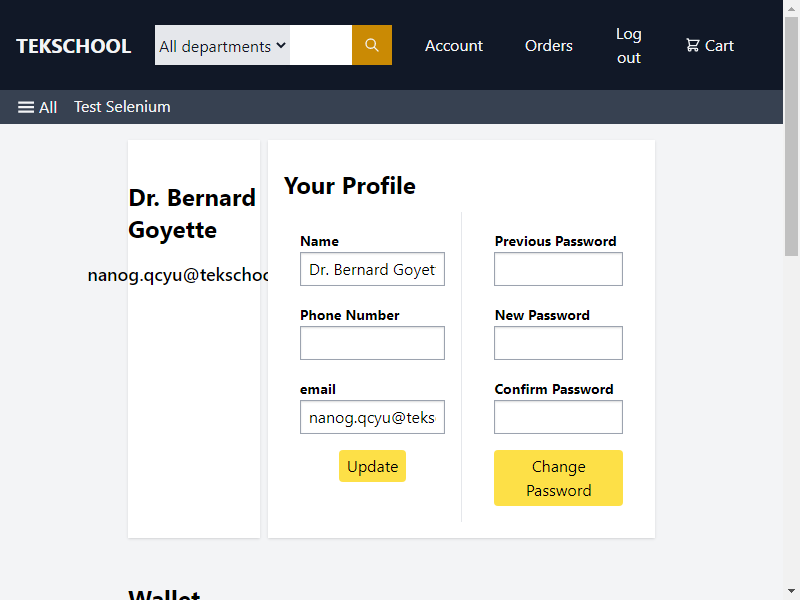 TEKSCHOOL
All departments
Account
Orders
Log
out
Cart
All
Test Selenium
Dr. Bernard
Goyette
nanog.qcyu@tekschoo
Your Profile
Name
Dr. Bernard Goyet
Phone Number
email
nanog.qcyu@teks
Update
Previous Password
New Password
Confirm Password
Change
Password
Wallet